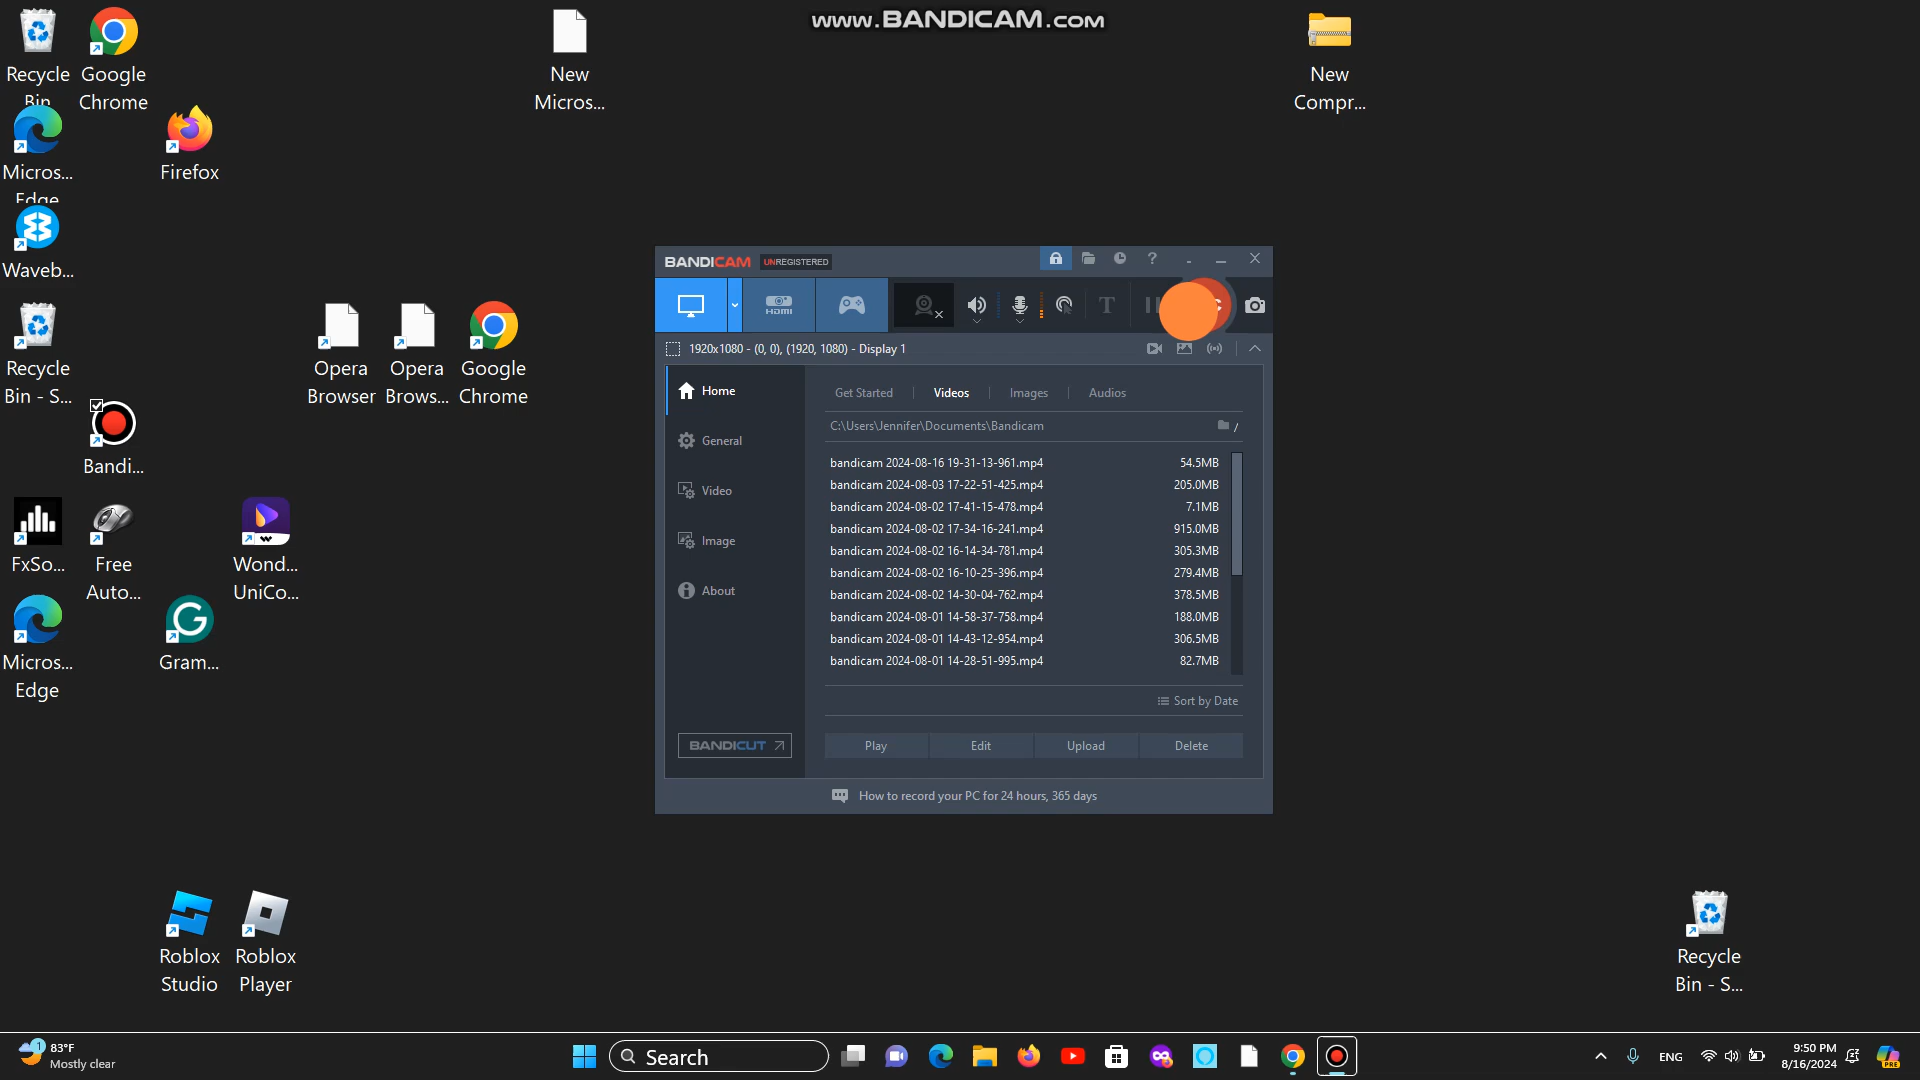 www.BANDICAM.com
Recycle
Bin
Google
Chrome
New
Micros...
New
Compr...
Micros...
Edge
Firefox
Waveb...
Recycle
Bin - S...
Opera
Browser
Opera
Brows...
Google
Chrome
Bandi...
FxSo...
Free
Auto...
Wond...
UniCo...
Micros...
Edge
Gram...
Roblox
Studio
Roblox
Player
Recycle
Bin - S...
BANDICAM UNREGISTERED
HDMI
T
1920x1080 - (0, 0), (1920, 1080) - Display 1
Home
General
Video
Image
About
BANDICUT
Get Started
Videos
Images
Audios
C:\Users\Jennifer\Documents\Bandicam
/
bandicam 2024-08-16 19-31-13-961.mp4 54.5MB
bandicam 2024-08-03 17-22-51-425.mp4 205.0MB
bandicam 2024-08-02 17-41-15-478.mp4 7.1MB
bandicam 2024-08-02 17-34-16-241.mp4 915.0MB
bandicam 2024-08-02 16-14-34-781.mp4 305.3MB
bandicam 2024-08-02 16-10-25-396.mp4 279.4MB
bandicam 2024-08-02 14-30-04-762.mp4 378.5MB
bandicam 2024-08-01 14-58-37-758.mp4 188.0MB
bandicam 2024-08-01 14-43-12-954.mp4 306.5MB
bandicam 2024-08-01 14-28-51-995.mp4 82.7MB
Sort by Date
Play
Edit
Upload
Delete
How to record your PC for 24 hours, 365 days
1
83°F
Mostly clear
Search
ENG
9:50 PM
8/16/2024
PRE